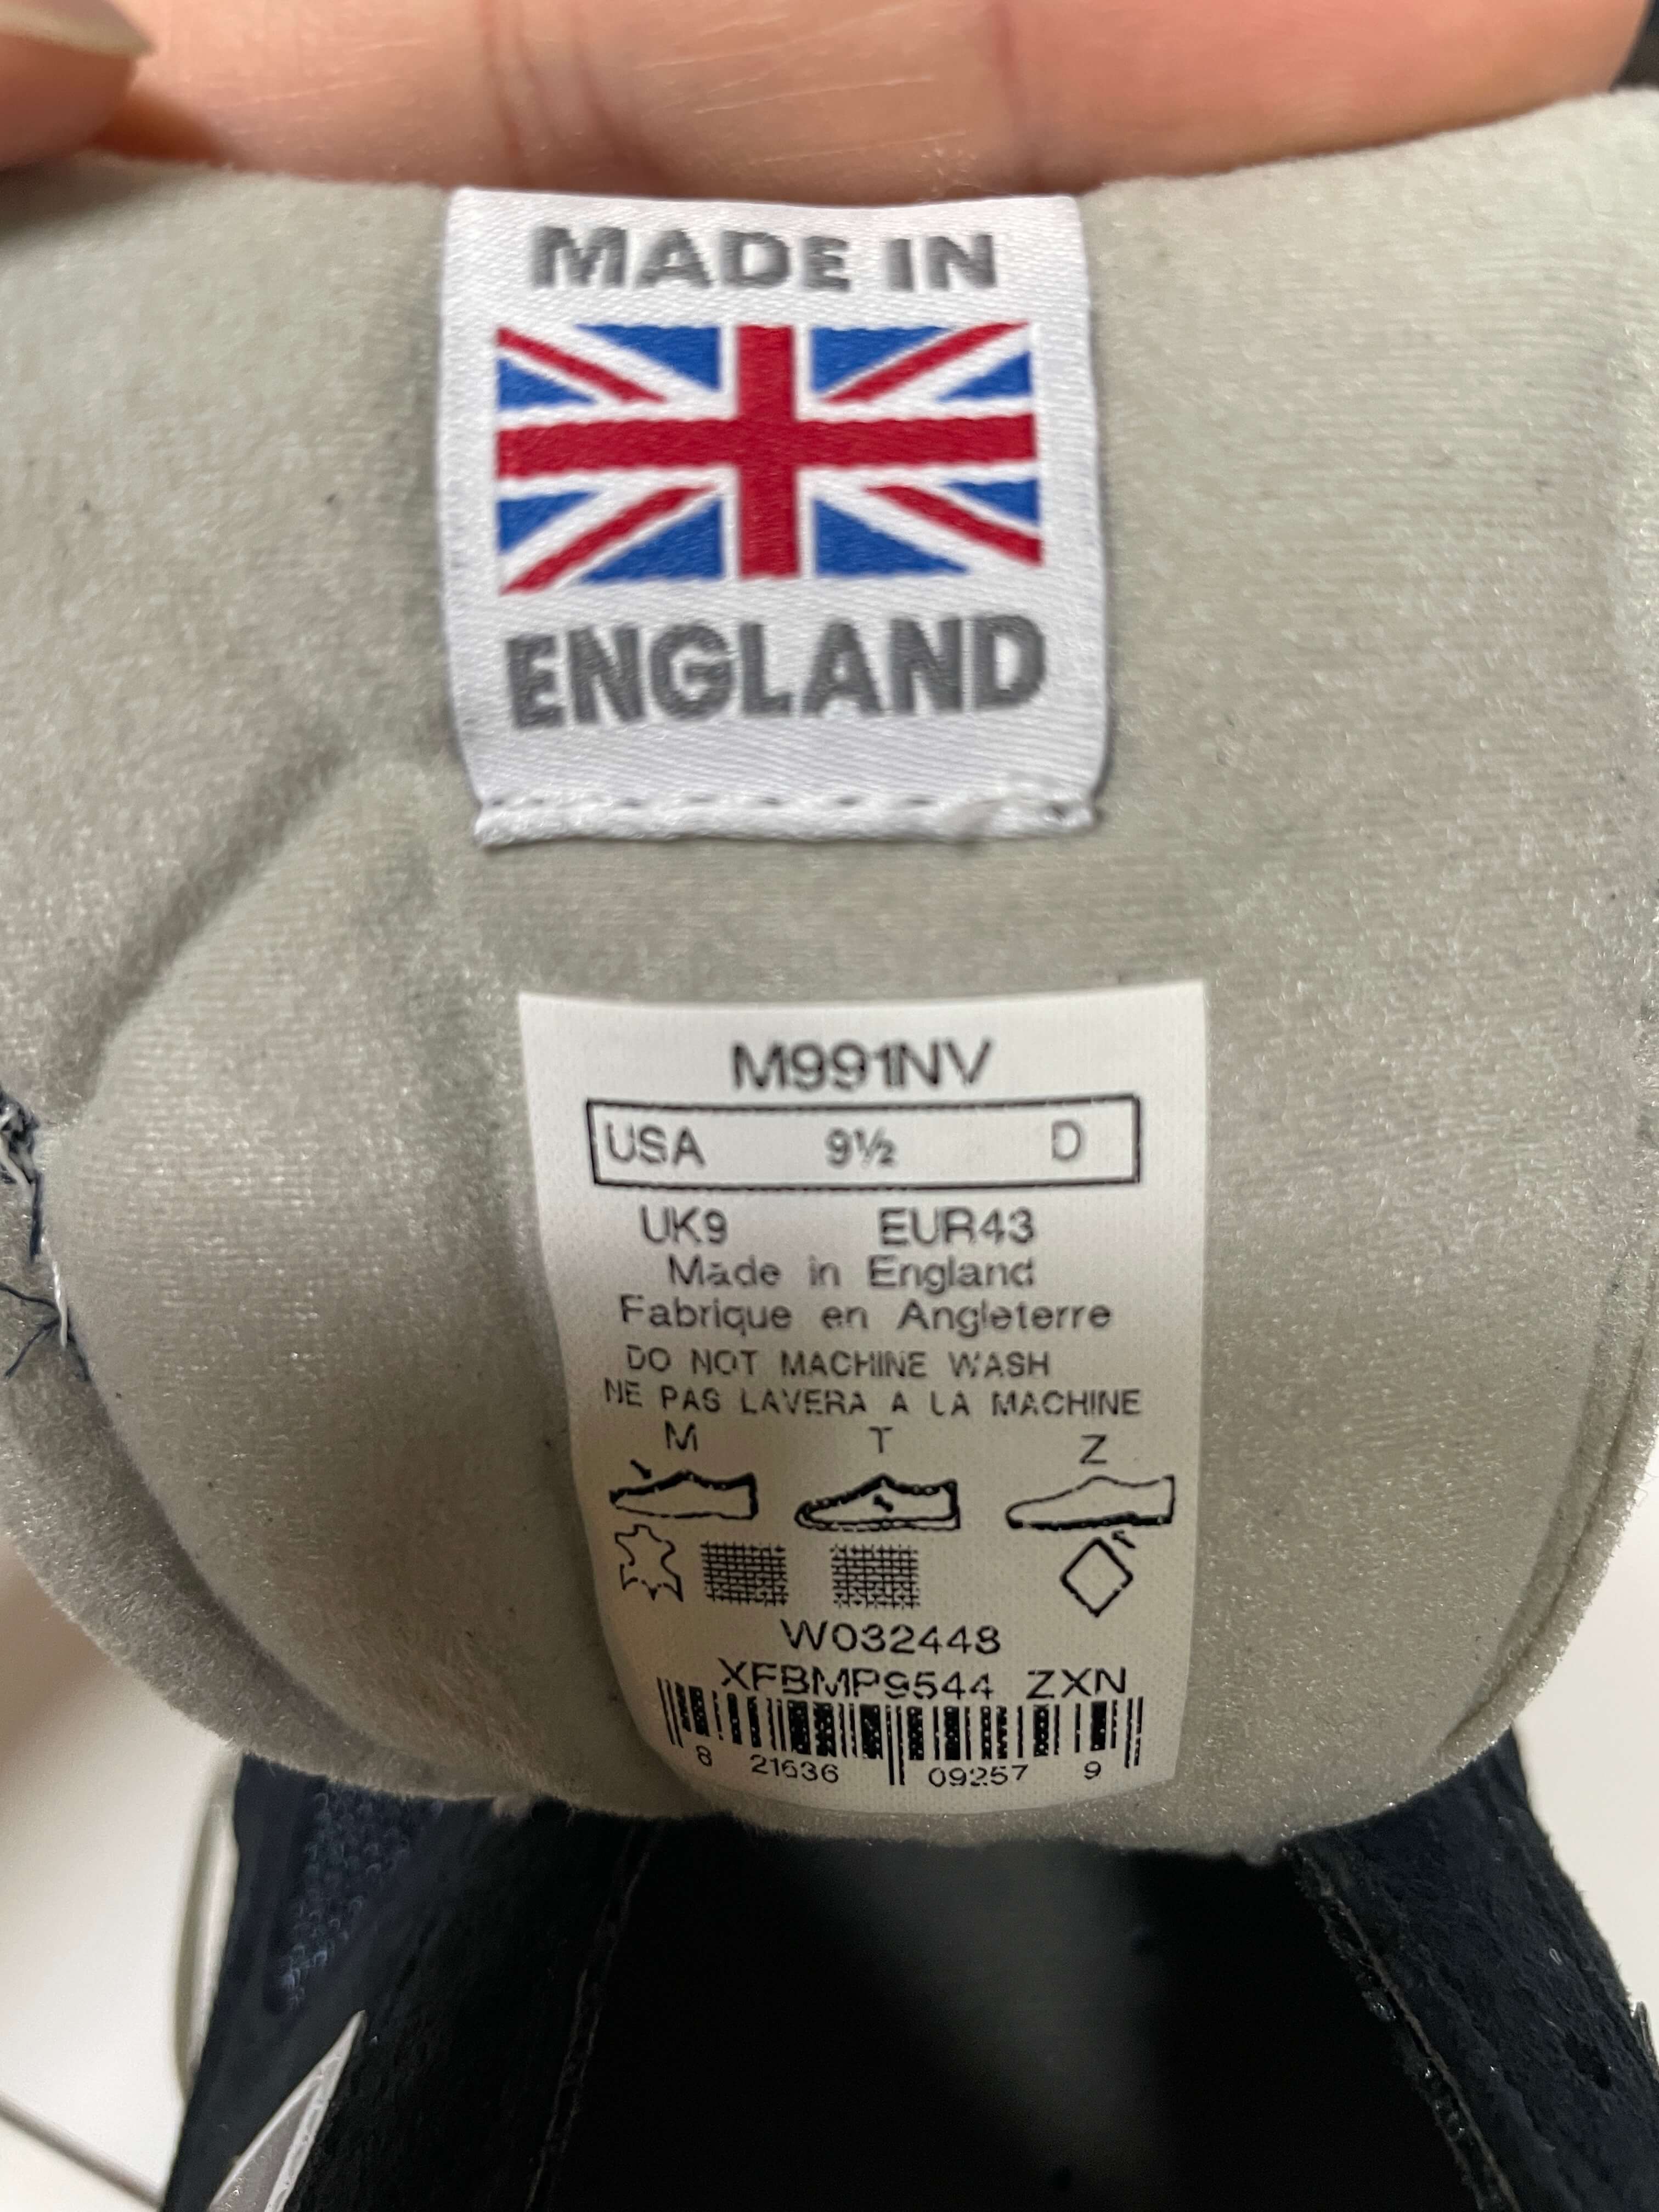 MADE IN
ENGLAND
M991NV
USA 9½ D
UK9 EUR43
Made in England
Fabrique en Angleterre
DO NOT MACHINE WASH
NE PAS LAVERA A LA MACHINE
M T Z
W032448
XFBMP9544 ZXN
8 21636 09257 9